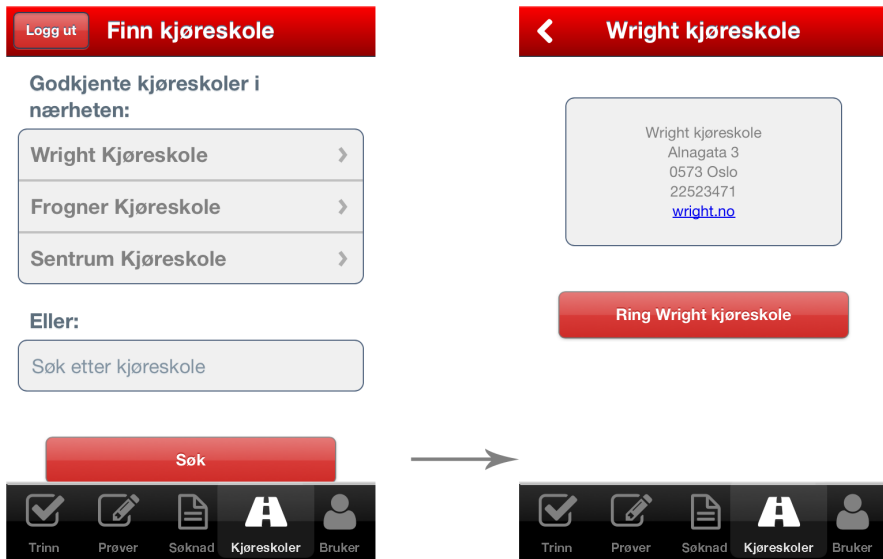 Logg ut
Finn kjøreskole
Godkjente kjøreskoler i
nærheten:
Wright Kjøreskole
Frogner Kjøreskole
Sentrum Kjøreskole
Eller:
Søk etter kjøreskole
Søk
Trinn
Prøver
Søknad
Kjøreskoler
Bruker
Wright kjøreskole
Wright kjøreskole
Alnagata 3
0573 Oslo
22523471
wright.no
Ring Wright kjøreskole
Trinn
Prøver
Søknad
Kjøreskoler
Bruker